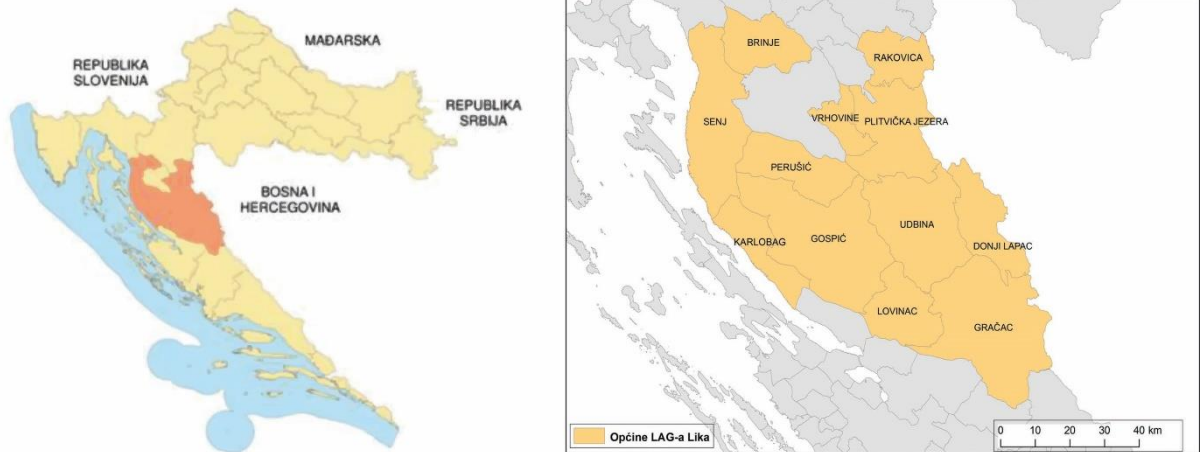 MAĐARSKA
REPUBLIKA
SLOVENIJA
REPUBLIKA
SRBIJA
BOSNA I
HERCEGOVINA
BRINJE
RAKOVICA
SENJ
VRHOVINE
PLITVIČKA JEZERA
PERUŠIĆ
KARLOBAG
GOSPIĆ
UDBINA
DONJI LAPAC
LOVINAC
GRAČAC
Općine LAG-a Lika
0 10 20 30 40 km